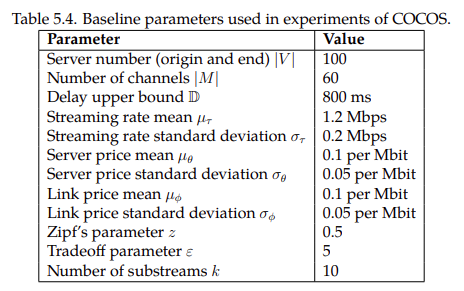 Table 5.4. Baseline parameters used in experiments of COCOS.
Parameter Value
Server number (origin and end) |V| 100
Number of channels |M| 60
Delay upper bound 𝔻 800 ms
Streaming rate mean μτ 1.2 Mbps
Streaming rate standard deviation στ 0.2 Mbps
Server price mean μθ 0.1 per Mbit
Server price standard deviation σθ 0.05 per Mbit
Link price mean μϕ 0.1 per Mbit
Link price standard deviation σϕ 0.05 per Mbit
Zipf's parameter z 0.5
Tradeoff parameter ε 5
Number of substreams k 10